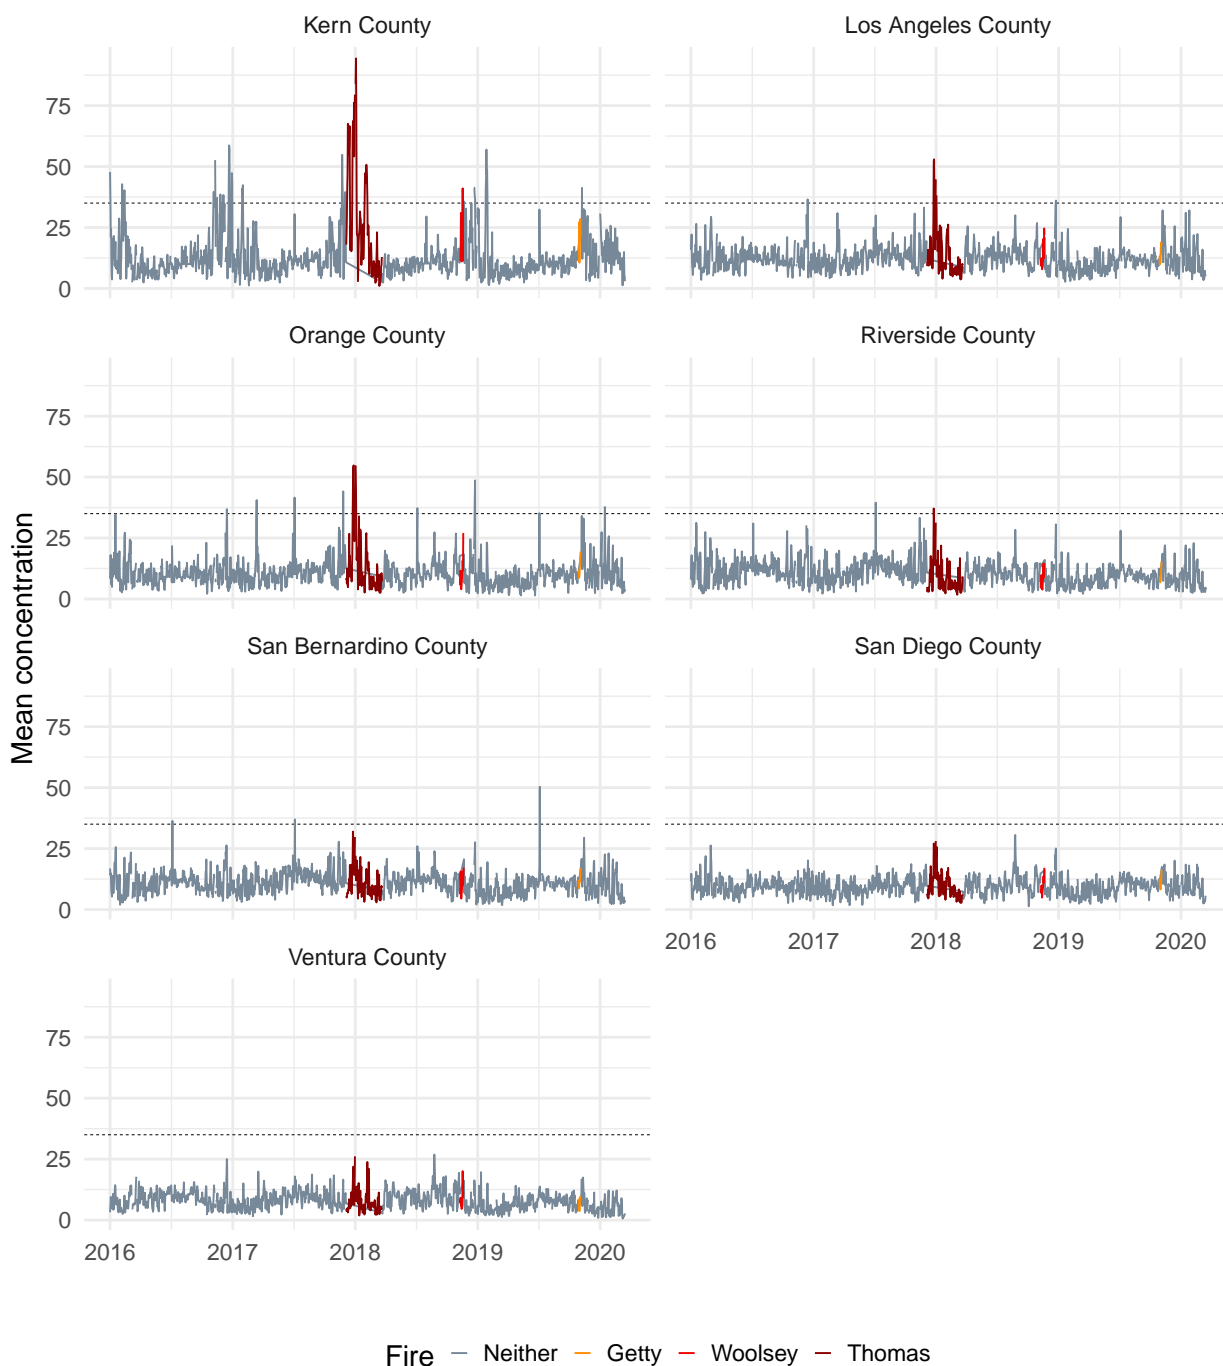 Kern County
Los Angeles County
75
50
25
0
Orange County
Riverside County
75
50
25
0
San Bernardino County
San Diego County
75
50
25
0
2016 2017 2018 2019 2020
Ventura County
75
50
25
0
2016 2017 2018 2019 2020
Mean concentration
Fire Neither Getty Woolsey Thomas